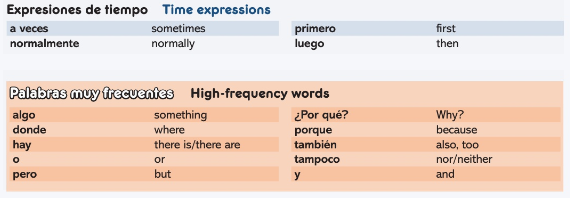 Expresiones de tiempo Time expressions
a veces sometimes primero first
normalmente normally luego then
Palabras muy frecuentes High-frequency words
algo something ¿Por qué? Why?
donde where porque because
hay there is/there are también also, too
o or tampoco nor/neither
pero but y and